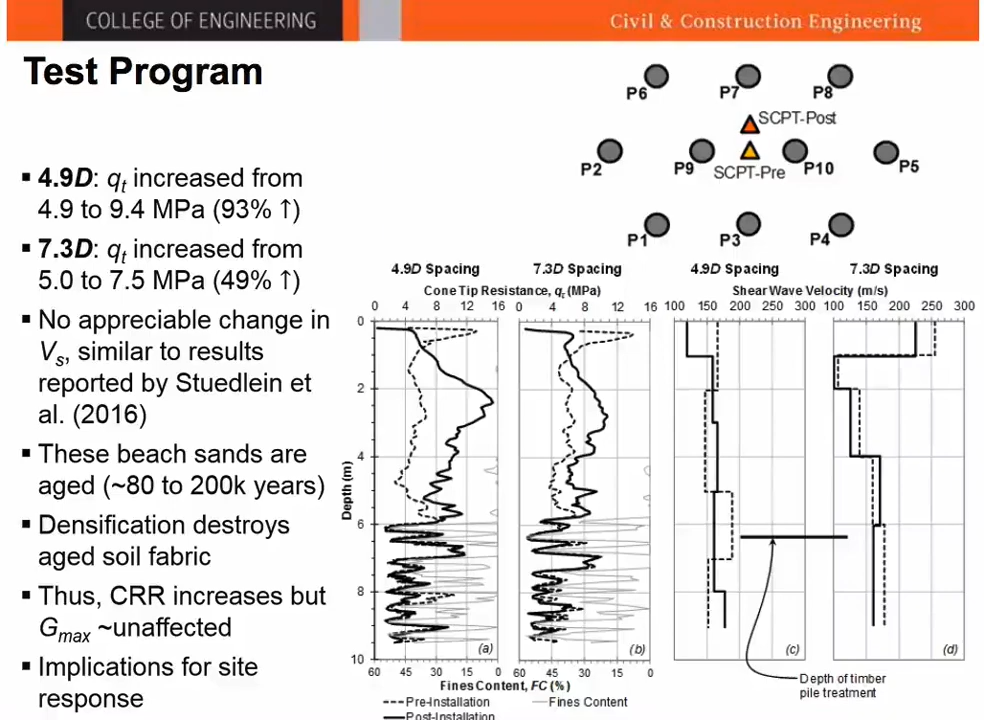 COLLEGE OF ENGINEERING
Civil & Construction Engineering
Test Program
▪ 4.9D: qt increased from
4.9 to 9.4 MPa (93% ↑)
▪ 7.3D: qt increased from
5.0 to 7.5 MPa (49% ↑)
▪ No appreciable change in
Vs, similar to results
reported by Stuedlein et
al. (2016)
▪ These beach sands are
aged (~80 to 200k years)
▪ Densification destroys
aged soil fabric
▪ Thus, CRR increases but
Gmax ~unaffected
▪ Implications for site
response
P6 P7 P8
SCPT-Post
P2 P9 P10 P5
SCPT-Pre
P1 P3 P4
4.9D Spacing 7.3D Spacing 4.9D Spacing 7.3D Spacing
Cone Tip Resistance, qt (MPa) Shear Wave Velocity (m/s)
0 4 8 12 16 0 4 8 12 16 100 150 200 250 300 100 150 200 250 300
0
2
4
Depth (m)
6
8
10
(a) (b) (c) (d)
60 45 30 15 0 60 45 30 15 0
Fines Content, FC (%)
Depth of timber
pile treatment
Pre-Installation Fines Content
Post-Installation